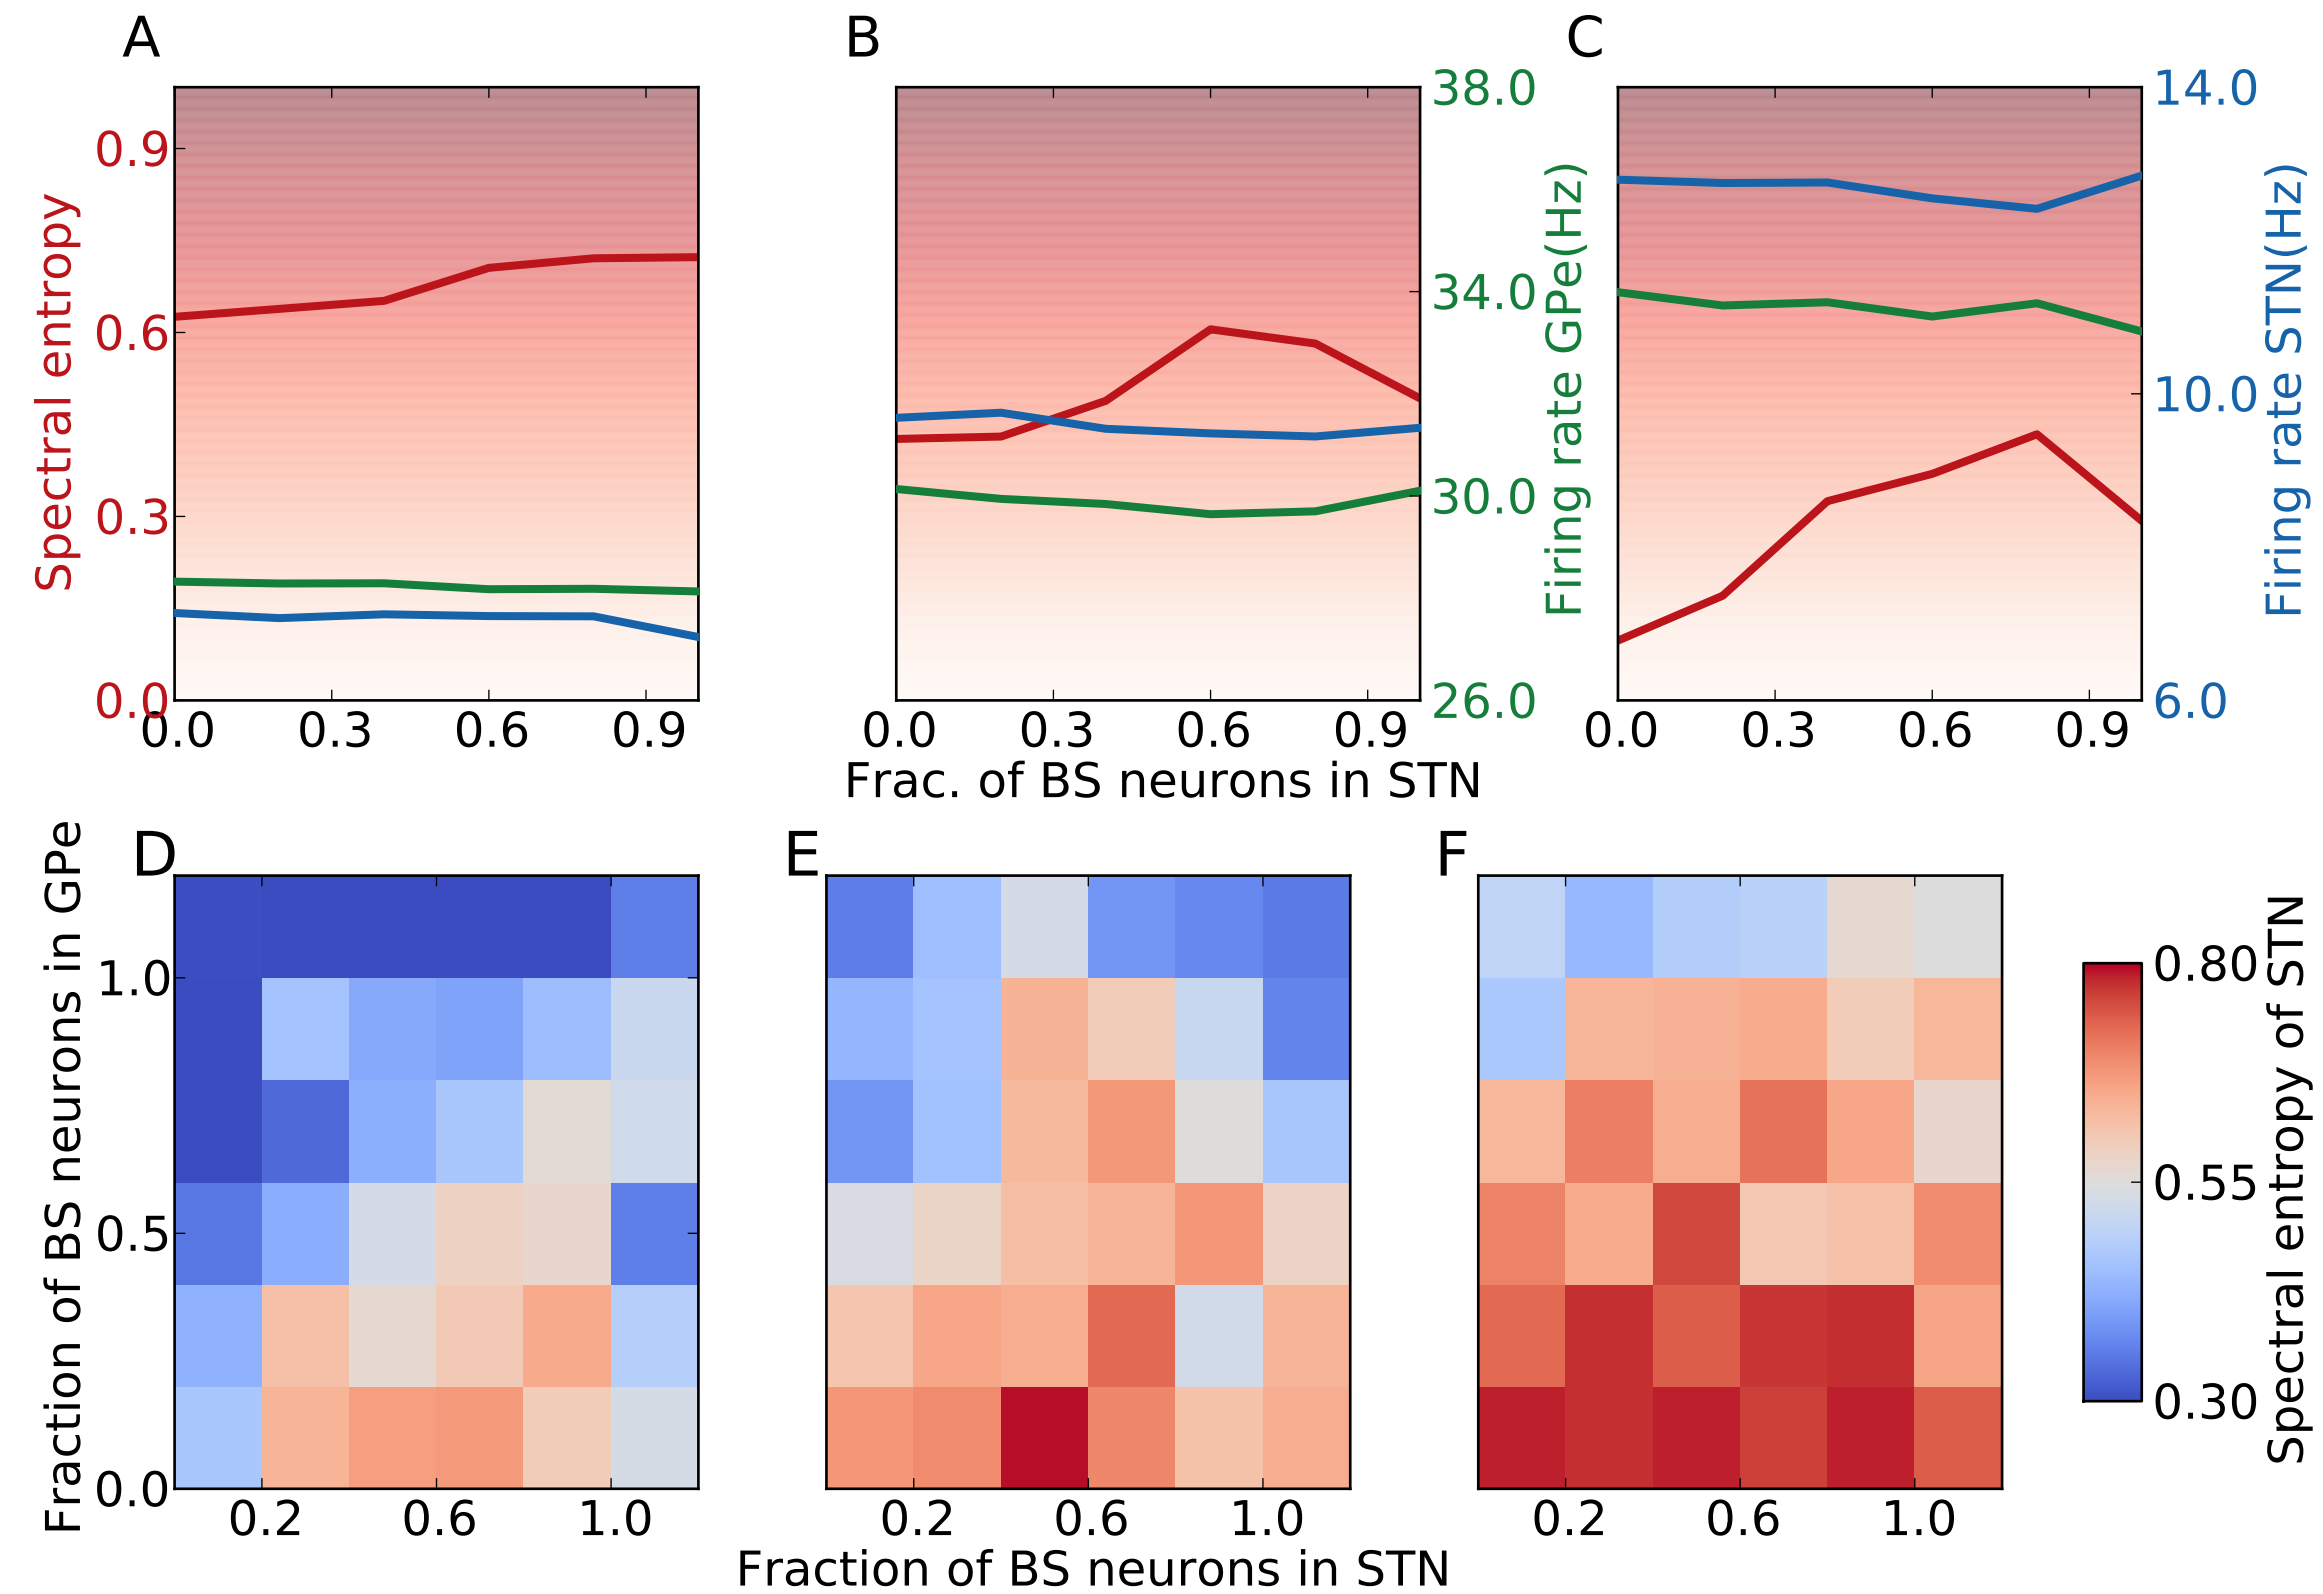 A
B
C
Spectral entropy
0.9
0.6
0.3
0.0
0.0 0.3 0.6 0.9
38.0
34.0
30.0
26.0
Firing rate GPe(Hz)
0.0 0.3 0.6 0.9
14.0
10.0
6.0
Firing rate STN(Hz)
0.0 0.3 0.6 0.9
Frac. of BS neurons in STN
D
E
F
Fraction of BS neurons in GPe
1.0
0.5
0.0
0.2 0.6 1.0
0.2 0.6 1.0
0.2 0.6 1.0
Fraction of BS neurons in STN
0.80
0.55
0.30
Spectral entropy of STN